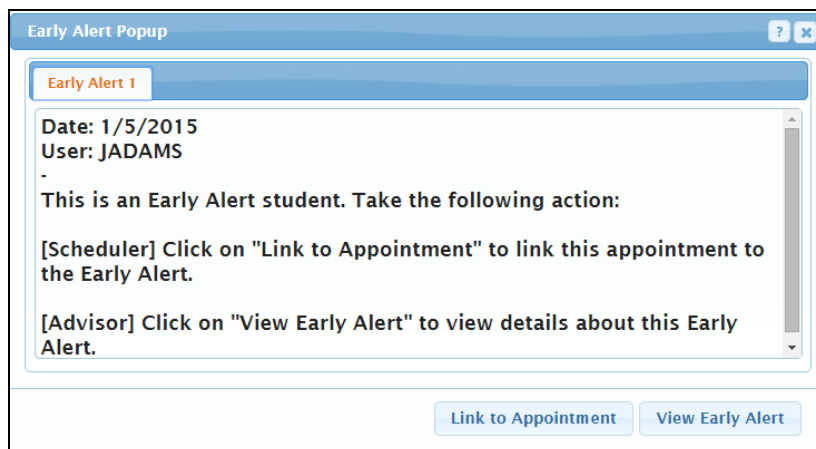 Early Alert Popup
?
Early Alert 1
Date: 1/5/2015
User: JADAMS
-
This is an Early Alert student. Take the following action:
[Scheduler] Click on "Link to Appointment" to link this appointment to
the Early Alert.
[Advisor] Click on "View Early Alert" to view details about this Early
Alert.
Link to Appointment
View Early Alert